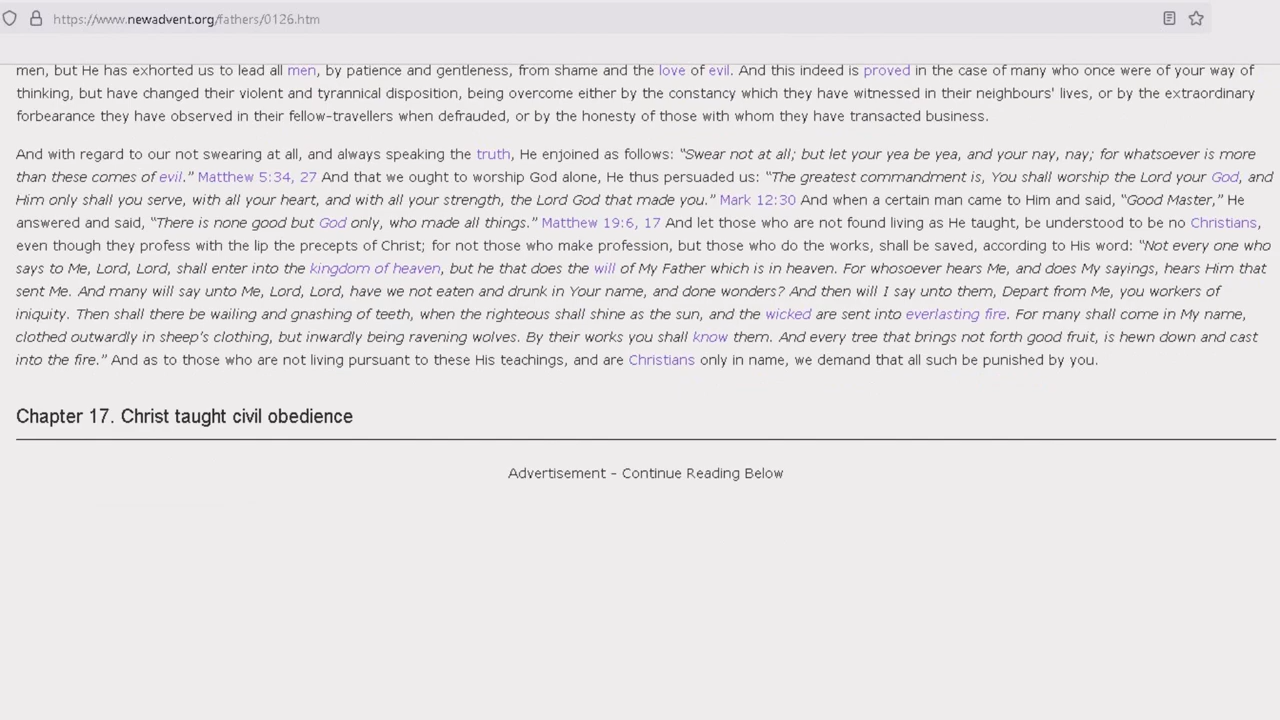 https://www.newadvent.org/fathers/0126.htm
men, but He has exhorted us to lead all men, by patience and gentleness, from shame and the love of evil. And this indeed is proved in the case of many who once were of your way of
thinking, but have changed their violent and tyrannical disposition, being overcome either by the constancy which they have witnessed in their neighbours' lives, or by the extraordinary
forbearance they have observed in their fellow-travellers when defrauded, or by the honesty of those with whom they have transacted business.
And with regard to our not swearing at all, and always speaking the truth, He enjoined as follows: “Swear not at all; but let your yea be yea, and your nay, nay; for whatsoever is more
than these comes of evil.” Matthew 5:34, 27 And that we ought to worship God alone, He thus persuaded us: “The greatest commandment is, You shall worship the Lord your God, and
Him only shall you serve, with all your heart, and with all your strength, the Lord God that made you.” Mark 12:30 And when a certain man came to Him and said, “Good Master,” He
answered and said, “There is none good but God only, who made all things.” Matthew 19:6, 17 And let those who are not found living as He taught, be understood to be no Christians,
even though they profess with the lip the precepts of Christ; for not those who make profession, but those who do the works, shall be saved, according to His word: “Not every one who
says to Me, Lord, Lord, shall enter into the kingdom of heaven, but he that does the will of My Father which is in heaven. For whosoever hears Me, and does My sayings, hears Him that
sent Me. And many will say unto Me, Lord, Lord, have we not eaten and drunk in Your name, and done wonders? And then will I say unto them, Depart from Me, you workers of
iniquity. Then shall there be wailing and gnashing of teeth, when the righteous shall shine as the sun, and the wicked are sent into everlasting fire. For many shall come in My name,
clothed outwardly in sheep's clothing, but inwardly being ravening wolves. By their works you shall know them. And every tree that brings not forth good fruit, is hewn down and cast
into the fire.” And as to those who are not living pursuant to these His teachings, and are Christians only in name, we demand that all such be punished by you.
Chapter 17. Christ taught civil obedience
Advertisement - Continue Reading Below